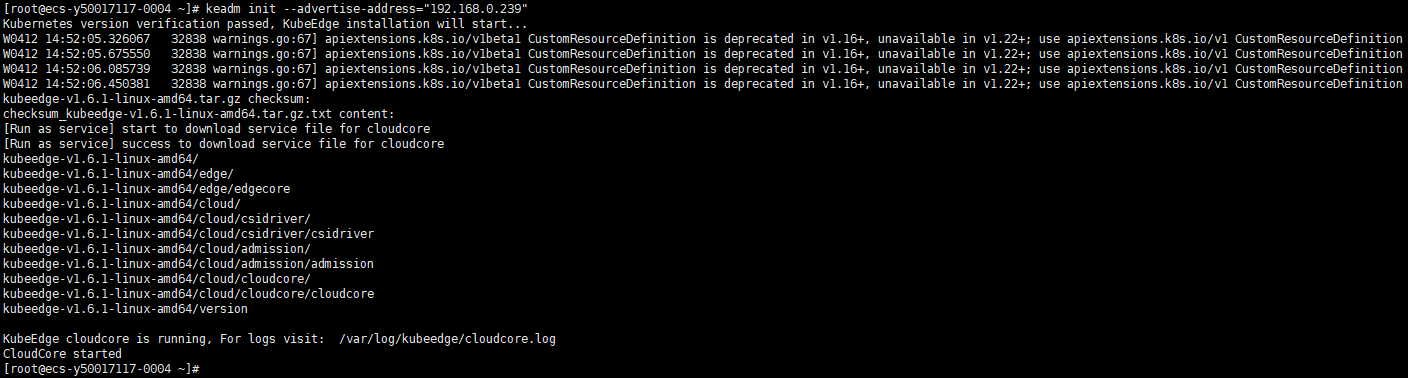 [root@ecs-y50017117-0004 ~]# keadm init --advertise-address="192.168.0.239"
Kubernetes version verification passed, KubeEdge installation will start...
W0412 14:52:05.326067   32838 warnings.go:67] apiextensions.k8s.io/v1beta1 CustomResourceDefinition is deprecated in v1.16+, unavailable in v1.22+; use apiextensions.k8s.io/v1 CustomResourceDefinition
W0412 14:52:05.675550   32838 warnings.go:67] apiextensions.k8s.io/v1beta1 CustomResourceDefinition is deprecated in v1.16+, unavailable in v1.22+; use apiextensions.k8s.io/v1 CustomResourceDefinition
W0412 14:52:06.085739   32838 warnings.go:67] apiextensions.k8s.io/v1beta1 CustomResourceDefinition is deprecated in v1.16+, unavailable in v1.22+; use apiextensions.k8s.io/v1 CustomResourceDefinition
W0412 14:52:06.450381   32838 warnings.go:67] apiextensions.k8s.io/v1beta1 CustomResourceDefinition is deprecated in v1.16+, unavailable in v1.22+; use apiextensions.k8s.io/v1 CustomResourceDefinition
kubeedge-v1.6.1-linux-amd64.tar.gz checksum:
checksum_kubeedge-v1.6.1-linux-amd64.tar.gz.txt content:
[Run as service] start to download service file for cloudcore
[Run as service] success to download service file for cloudcore
kubeedge-v1.6.1-linux-amd64/
kubeedge-v1.6.1-linux-amd64/edge/
kubeedge-v1.6.1-linux-amd64/edge/edgecore
kubeedge-v1.6.1-linux-amd64/cloud/
kubeedge-v1.6.1-linux-amd64/cloud/csidriver/
kubeedge-v1.6.1-linux-amd64/cloud/csidriver/csidriver
kubeedge-v1.6.1-linux-amd64/cloud/admission/
kubeedge-v1.6.1-linux-amd64/cloud/admission/admission
kubeedge-v1.6.1-linux-amd64/cloud/cloudcore/
kubeedge-v1.6.1-linux-amd64/cloud/cloudcore/cloudcore
kubeedge-v1.6.1-linux-amd64/version
KubeEdge cloudcore is running, For logs visit:  /var/log/kubeedge/cloudcore.log
CloudCore started
[root@ecs-y50017117-0004 ~]#